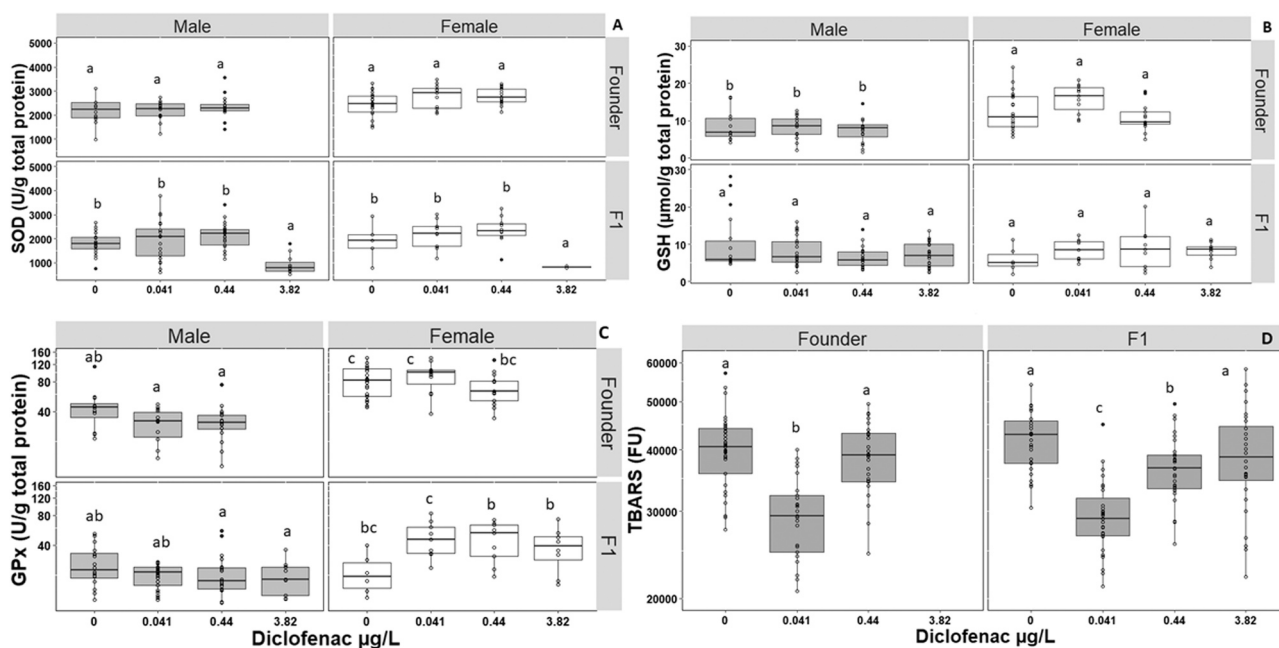 Male Female A
SOD (U/g total protein)
5000
4000
3000
2000
1000
a a a a a a
Founder
5000
4000
3000
2000
1000
b b b a b b b a
F1
0 0.041 0.44 3.82 0 0.041 0.44 3.82
Male Female B
GSH (µmol/g total protein)
30
20
10
0
b b b a a a
Founder
30
20
10
0
a a a a a a a a
F1
0 0.041 0.44 3.82 0 0.041 0.44 3.82
Male Female C
GPx (U/g total protein)
160
120
80
40
ab a a c c bc
Founder
160
120
80
40
ab ab a a bc c b b
F1
0 0.041 0.44 3.82 0 0.041 0.44 3.82
Diclofenac µg/L
Founder F1 D
TBARS (FU)
60000
50000
40000
30000
20000
a b a a c b a
0 0.041 0.44 3.82 0 0.041 0.44 3.82
Diclofenac µg/L